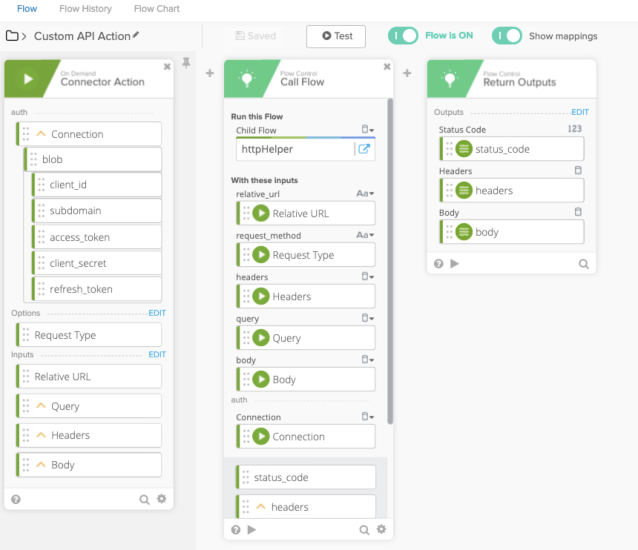 Flow Flow History Flow Chart
Custom API Action
Saved
Test
Flow is ON
Show mappings
On Demand
Connector Action
auth
Connection
blob
client_id
subdomain
access_token
client_secret
refresh_token
Options EDIT
Request Type
Inputs EDIT
Relative URL
Query
Headers
Body
Flow Control
Call Flow
Run this Flow
Child Flow
httpHelper
With these inputs
relative_url Aa
Relative URL
request_method Aa
Request Type
headers
Headers
query
Query
body
Body
auth
Connection
Connection
status_code
headers
Flow Control
Return Outputs
Outputs EDIT
Status Code 123
status_code
Headers
headers
Body
body